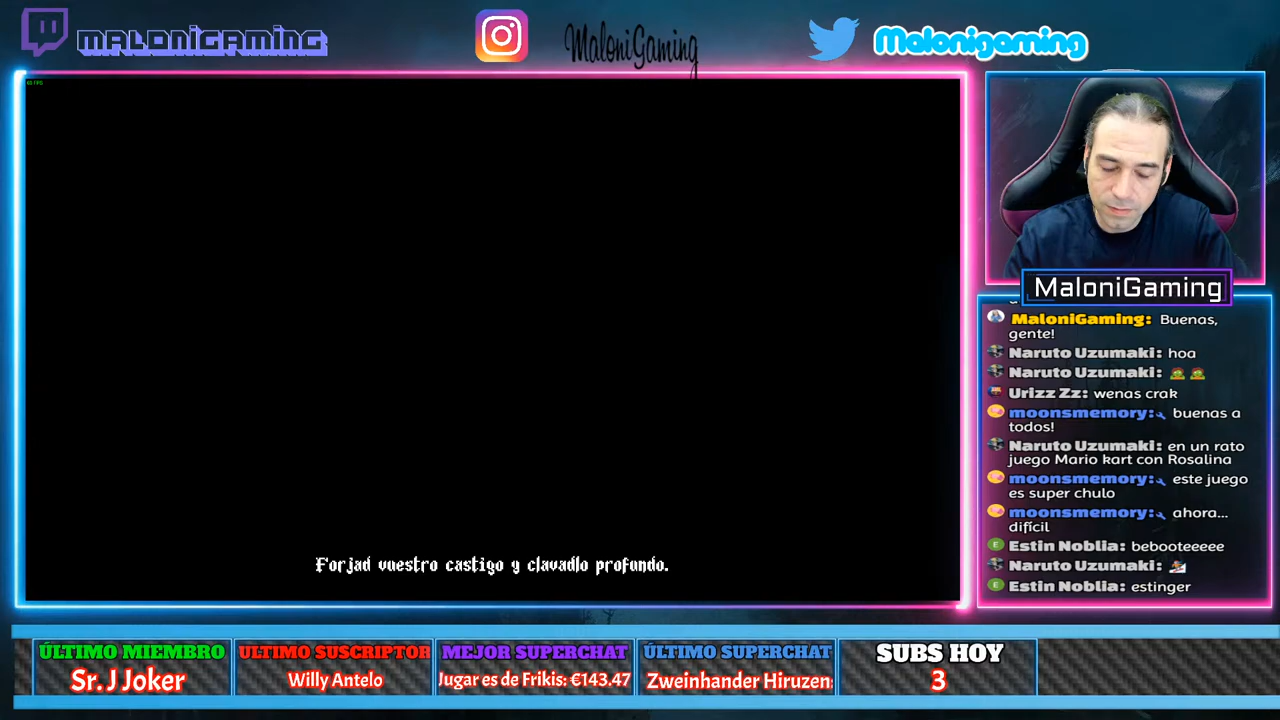 MALONIGAMING
MaloniGaming
Malonigaming
MaloniGaming
Forjad vuestro castigo y clavadlo profundo.
MaloniGaming: Buenas,
gente!
Naruto Uzumaki: hoa
Naruto Uzumaki:
Urizz Zz: wenas crak
moonsmemory: buenas a
todos!
Naruto Uzumaki: en un rato
juego Mario kart con Rosalina
moonsmemory: este juego
es super chulo
moonsmemory: ahora...
difícil
Estin Noblia: bebooteeeee
Naruto Uzumaki:
Estin Noblia: estinger
ÚLTIMO MIEMBRO
Sr. J Joker
ULTIMO SUSCRIPTOR
Willy Antelo
MEJOR SUPERCHAT
Jugar es de Frikis: €143.47
ÚLTIMO SUPERCHAT
Zweinhander Hiruzen:
SUBS HOY
3